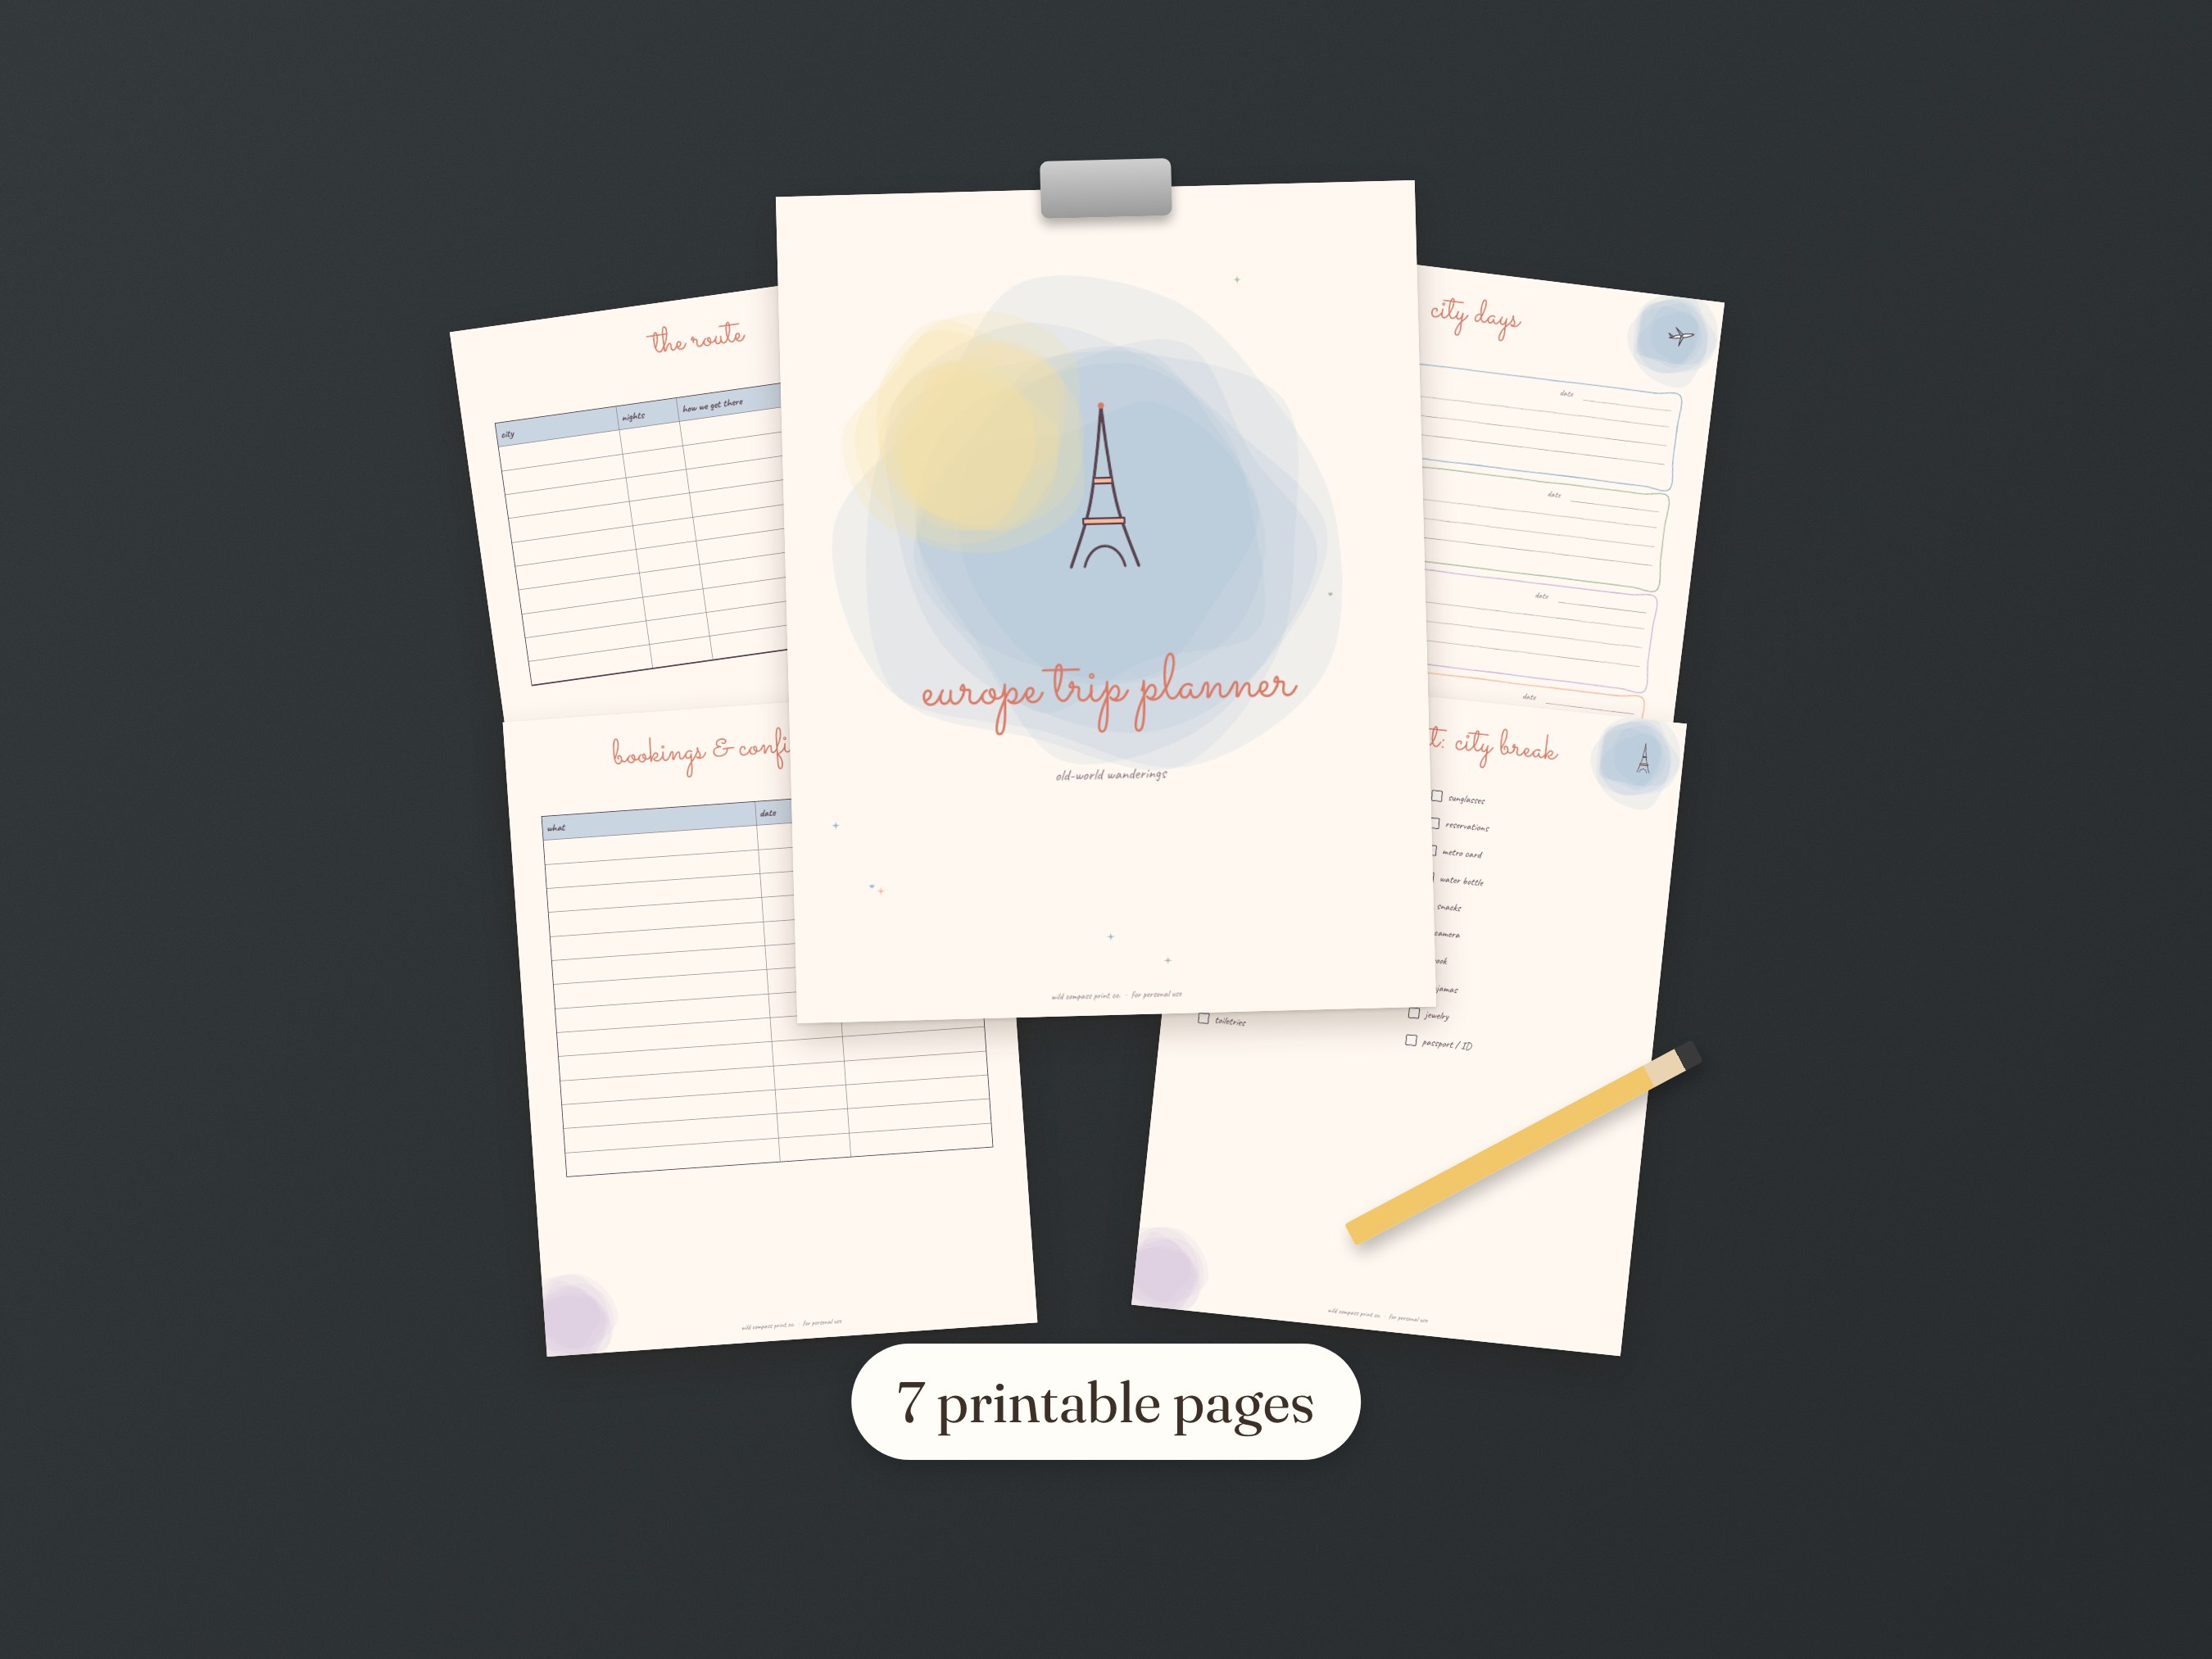 the route
city nights how we get there
city days
date
date
date
date
europe trip planner
old-world wanderings
wild compass print co. · for personal use
bookings &
what date
city break
sunglasses
reservations
metro card
water bottle
snacks
jewelry
passport / ID
toiletries
wild compass print co. · for personal use
wild compass print co. · for personal use
7 printable pages